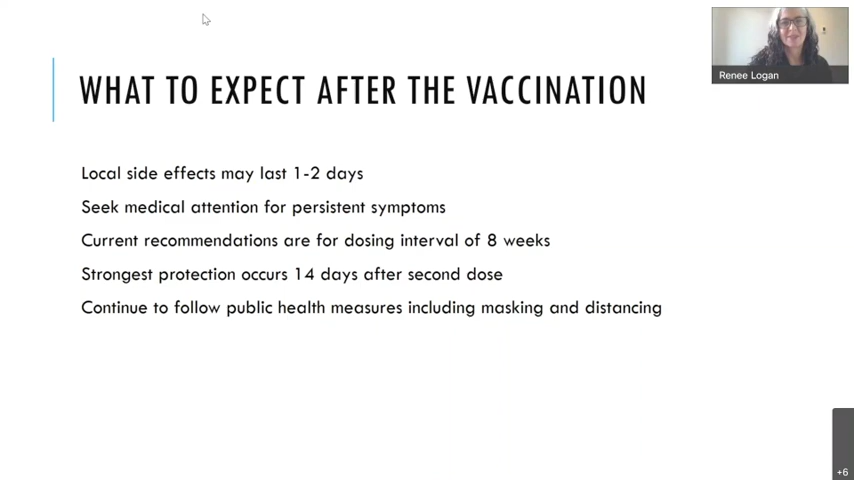 WHAT TO EXPECT AFTER THE VACCINATION
Renee Logan
Local side effects may last 1-2 days
Seek medical attention for persistent symptoms
Current recommendations are for dosing interval of 8 weeks
Strongest protection occurs 14 days after second dose
Continue to follow public health measures including masking and distancing
+6